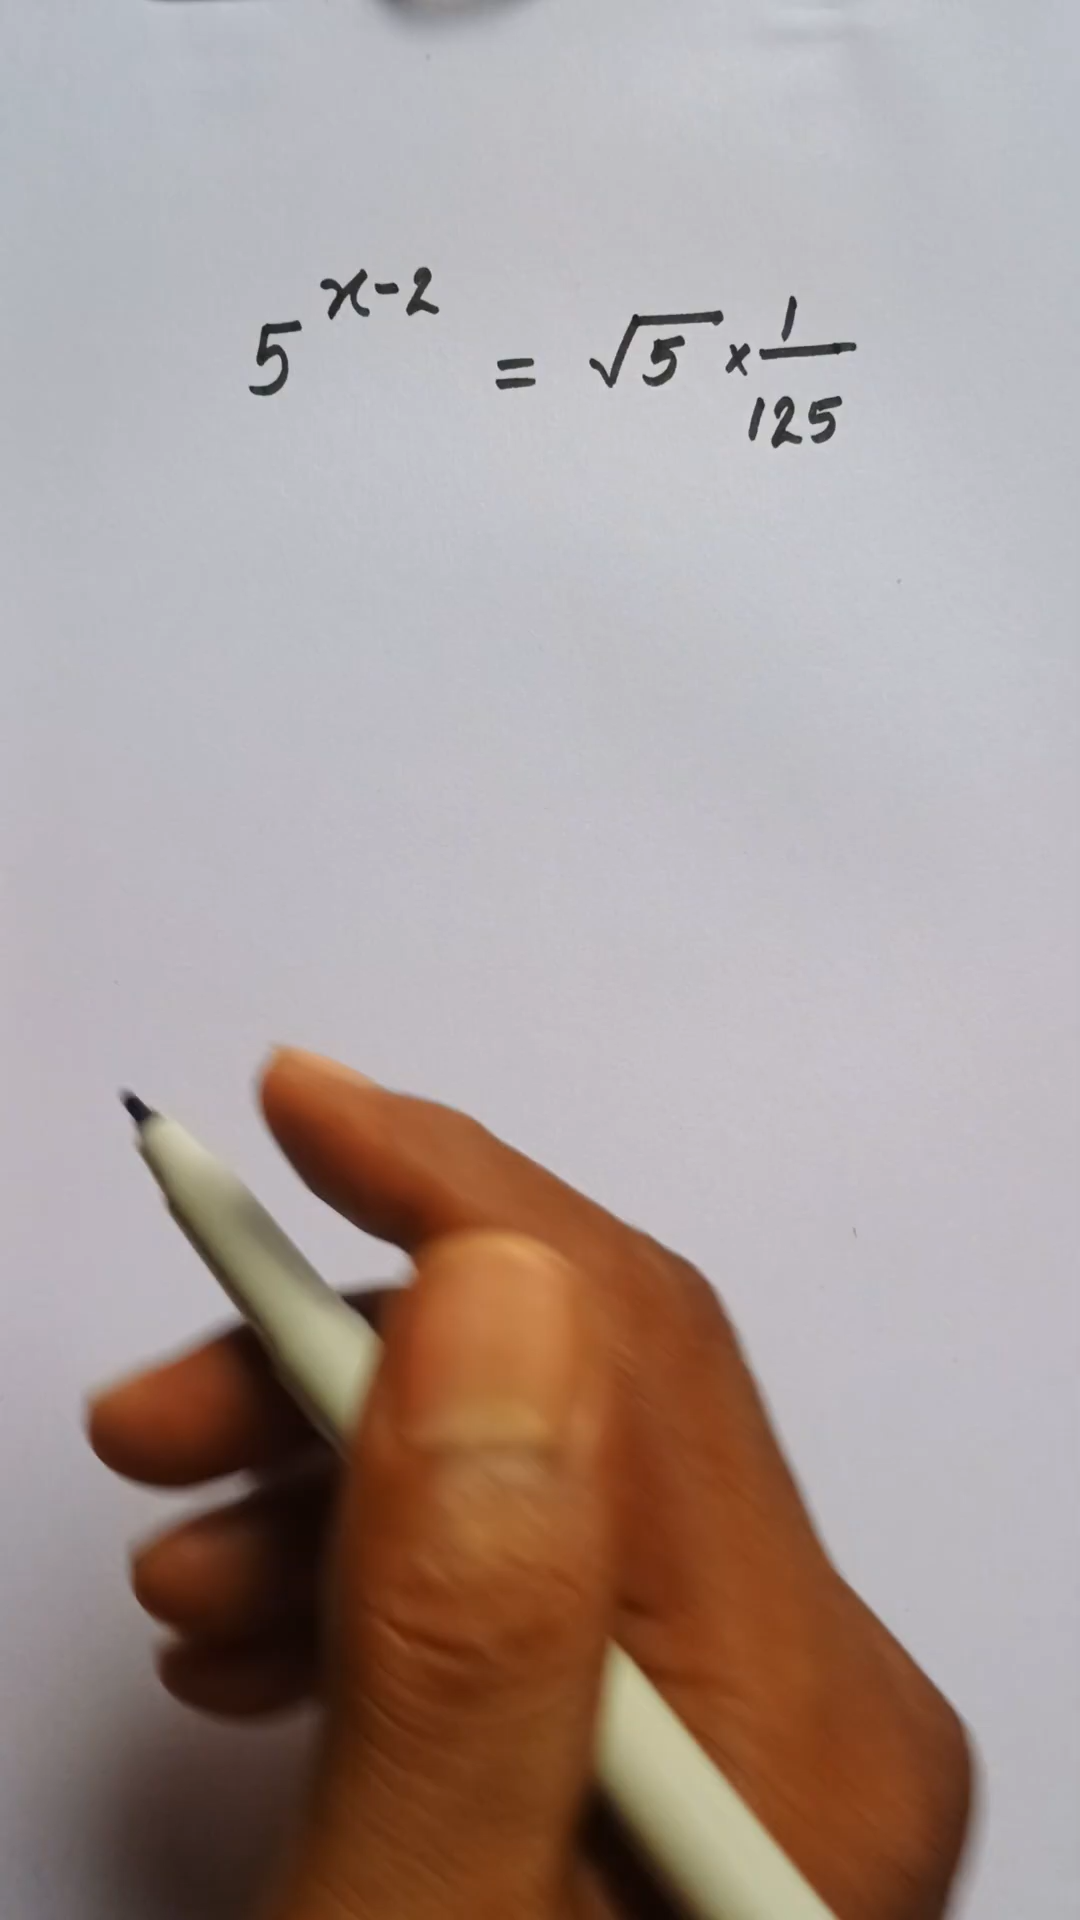 5^{x-2} = √5 × 1/125